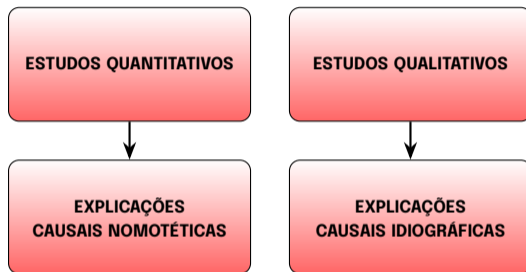 ESTUDOS QUANTITATIVOS
ESTUDOS QUALITATIVOS
EXPLICAÇÕES
CAUSAIS NOMOTÉTICAS
EXPLICAÇÕES
CAUSAIS IDIOGRÁFICAS